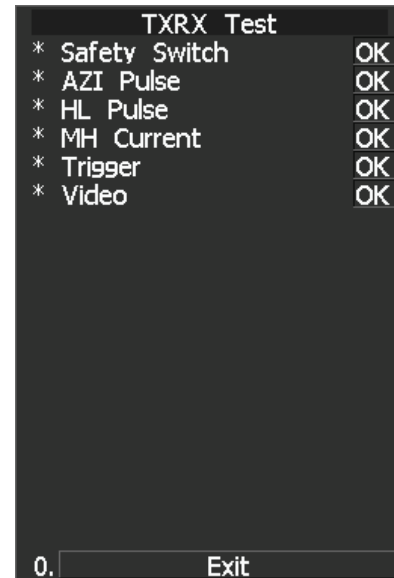 TXRX Test
* Safety Switch OK
* AZI Pulse OK
* HL Pulse OK
* MH Current OK
* Trigger OK
* Video OK
0. Exit